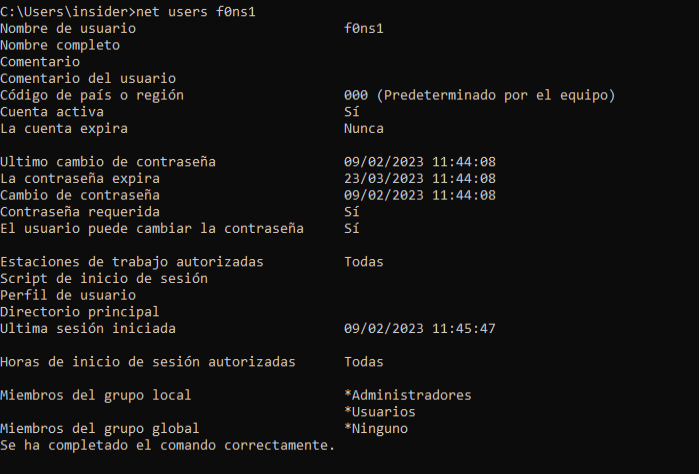 C:\Users\insider>net users f0ns1
Nombre de usuario f0ns1
Nombre completo
Comentario
Comentario del usuario
Código de país o región 000 (Predeterminado por el equipo)
Cuenta activa Sí
La cuenta expira Nunca
Ultimo cambio de contraseña 09/02/2023 11:44:08
La contraseña expira 23/03/2023 11:44:08
Cambio de contraseña 09/02/2023 11:44:08
Contraseña requerida Sí
El usuario puede cambiar la contraseña Sí
Estaciones de trabajo autorizadas Todas
Script de inicio de sesión
Perfil de usuario
Directorio principal
Ultima sesión iniciada 09/02/2023 11:45:47
Horas de inicio de sesión autorizadas Todas
Miembros del grupo local *Administradores
*Usuarios
Miembros del grupo global *Ninguno
Se ha completado el comando correctamente.